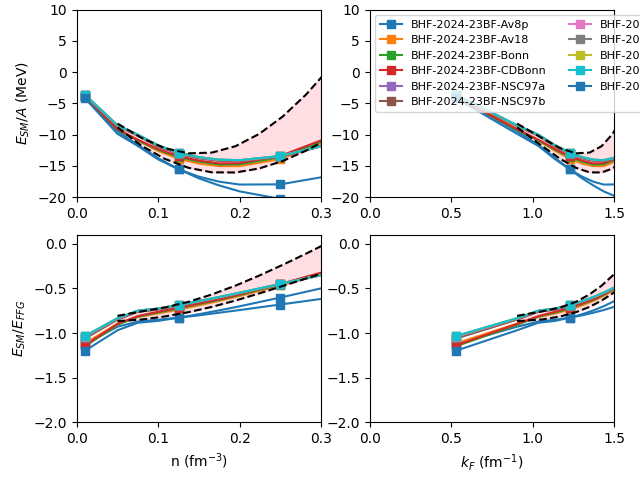 10
5
0
−5
−10
−15
−20
0.0
0.1
0.2
0.3
E_SM/A (MeV)
10
5
0
−5
−10
−15
−20
0.0
0.5
1.0
1.5
BHF-2024-23BF-Av8p
BHF-2024-23BF-Av18
BHF-2024-23BF-Bonn
BHF-2024-23BF-CDBonn
BHF-2024-23BF-NSC97a
BHF-2024-23BF-NSC97b
BHF-20
BHF-20
BHF-20
BHF-20
BHF-20
0.0
−0.5
−1.0
−1.5
−2.0
0.0
0.1
0.2
0.3
E_SM/E_FFG
n (fm⁻³)
0.0
−0.5
−1.0
−1.5
−2.0
0.0
0.5
1.0
1.5
k_F (fm⁻¹)